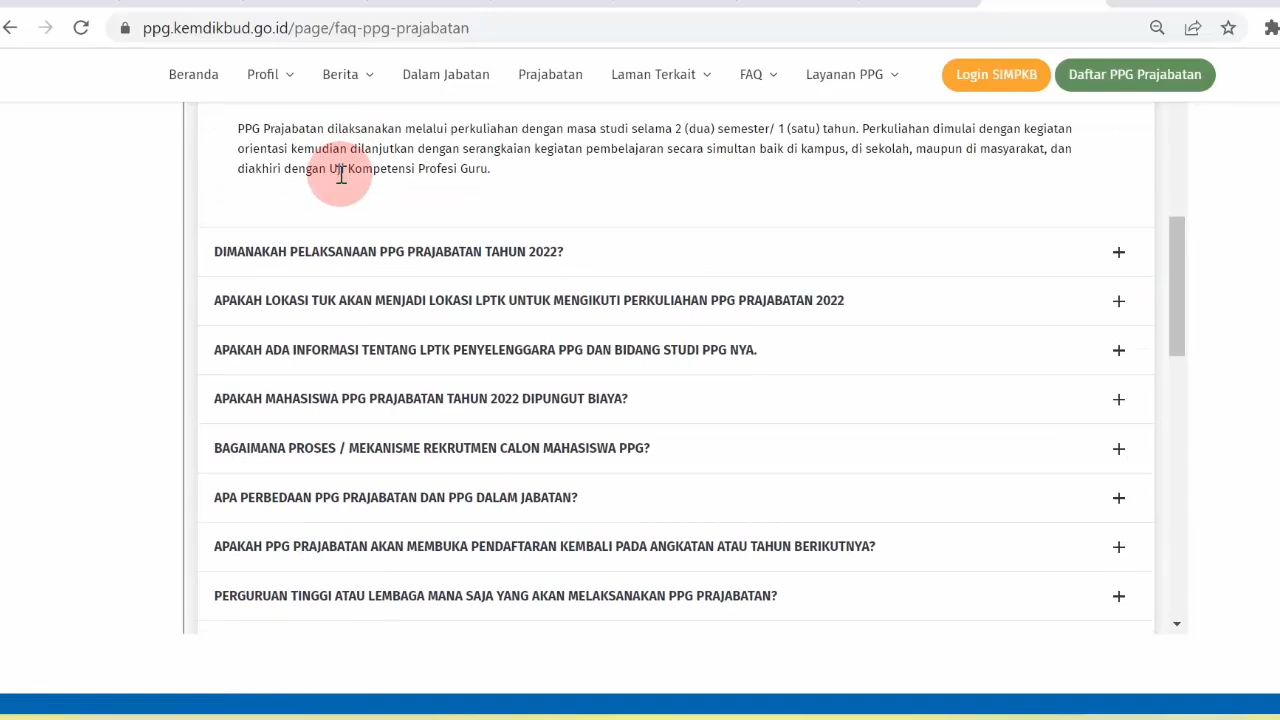 ppg.kemdikbud.go.id/page/faq-ppg-prajabatan
Beranda Profil Berita Dalam Jabatan Prajabatan Laman Terkait FAQ Layanan PPG Login SIMPKB Daftar PPG Prajabatan
PPG Prajabatan dilaksanakan melalui perkuliahan dengan masa studi selama 2 (dua) semester/ 1 (satu) tahun. Perkuliahan dimulai dengan kegiatan
orientasi kemudian dilanjutkan dengan serangkaian kegiatan pembelajaran secara simultan baik di kampus, di sekolah, maupun di masyarakat, dan
diakhiri dengan Uji Kompetensi Profesi Guru.
DIMANAKAH PELAKSANAAN PPG PRAJABATAN TAHUN 2022?
APAKAH LOKASI TUK AKAN MENJADI LOKASI LPTK UNTUK MENGIKUTI PERKULIAHAN PPG PRAJABATAN 2022
APAKAH ADA INFORMASI TENTANG LPTK PENYELENGGARA PPG DAN BIDANG STUDI PPG NYA.
APAKAH MAHASISWA PPG PRAJABATAN TAHUN 2022 DIPUNGUT BIAYA?
BAGAIMANA PROSES / MEKANISME REKRUTMEN CALON MAHASISWA PPG?
APA PERBEDAAN PPG PRAJABATAN DAN PPG DALAM JABATAN?
APAKAH PPG PRAJABATAN AKAN MEMBUKA PENDAFTARAN KEMBALI PADA ANGKATAN ATAU TAHUN BERIKUTNYA?
PERGURUAN TINGGI ATAU LEMBAGA MANA SAJA YANG AKAN MELAKSANAKAN PPG PRAJABATAN?